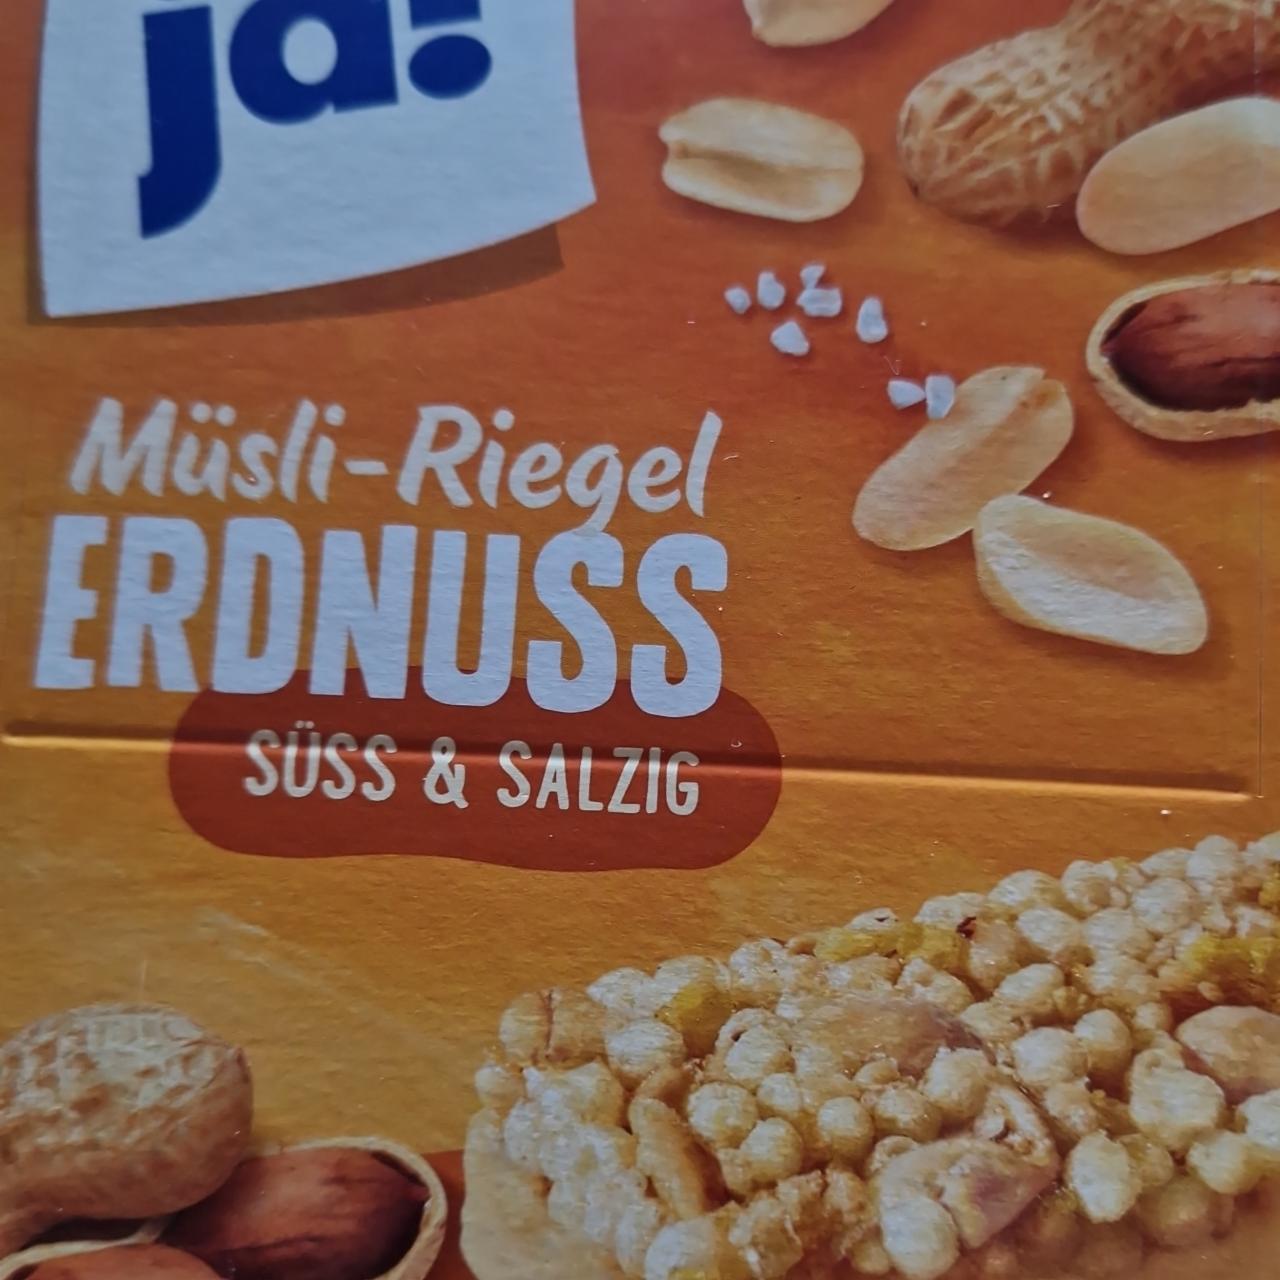 ja!
Müsli-Riegel
ERDNUSS
SÜSS & SALZIG